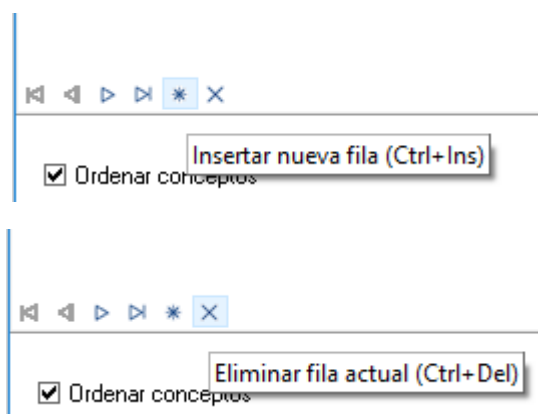 Insertar nueva fila (Ctrl+Ins)
Ordenar conceptos
Eliminar fila actual (Ctrl+Del)
Ordenar conceptos